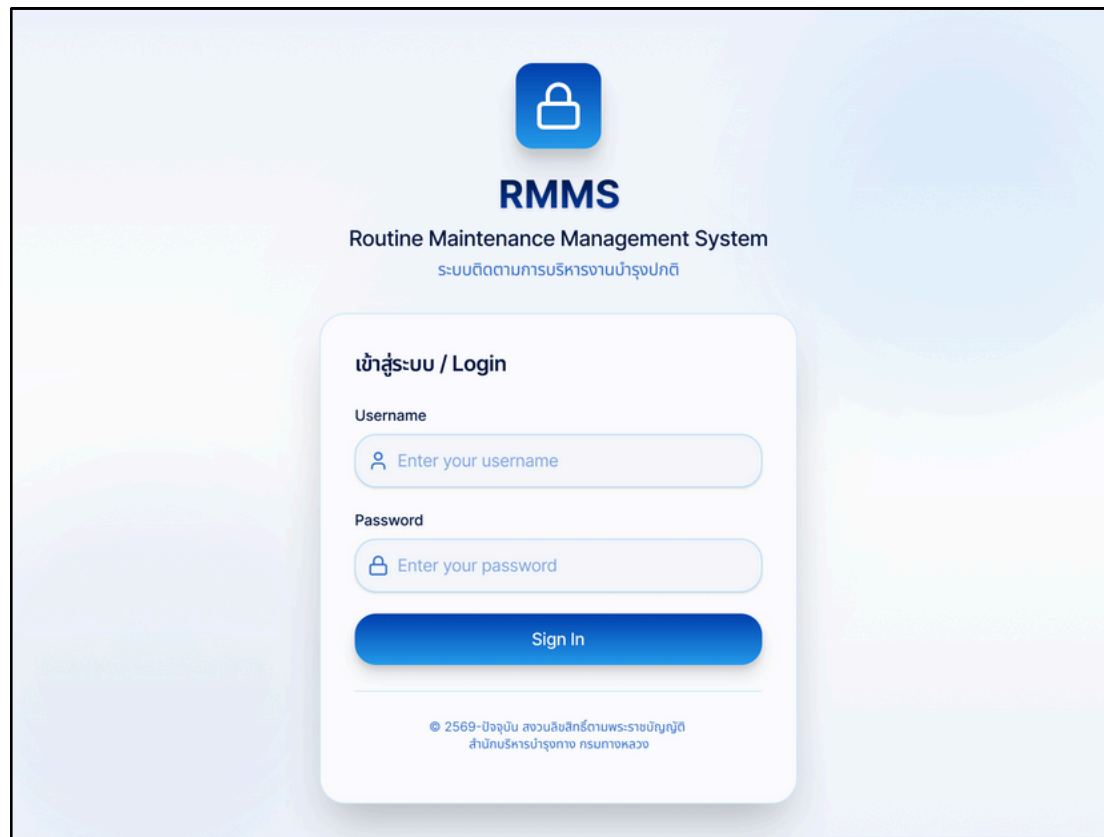 RMMS
Routine Maintenance Management System
ระบบติดตามการบริหารงานบำรุงปกติ
เข้าสู่ระบบ / Login
Username
Enter your username
Password
Enter your password
Sign In
© 2569-ปัจจุบัน สงวนลิขสิทธิ์ตามพระราชบัญญัติ
สำนักบริหารบำรุงทาง กรมทางหลวง